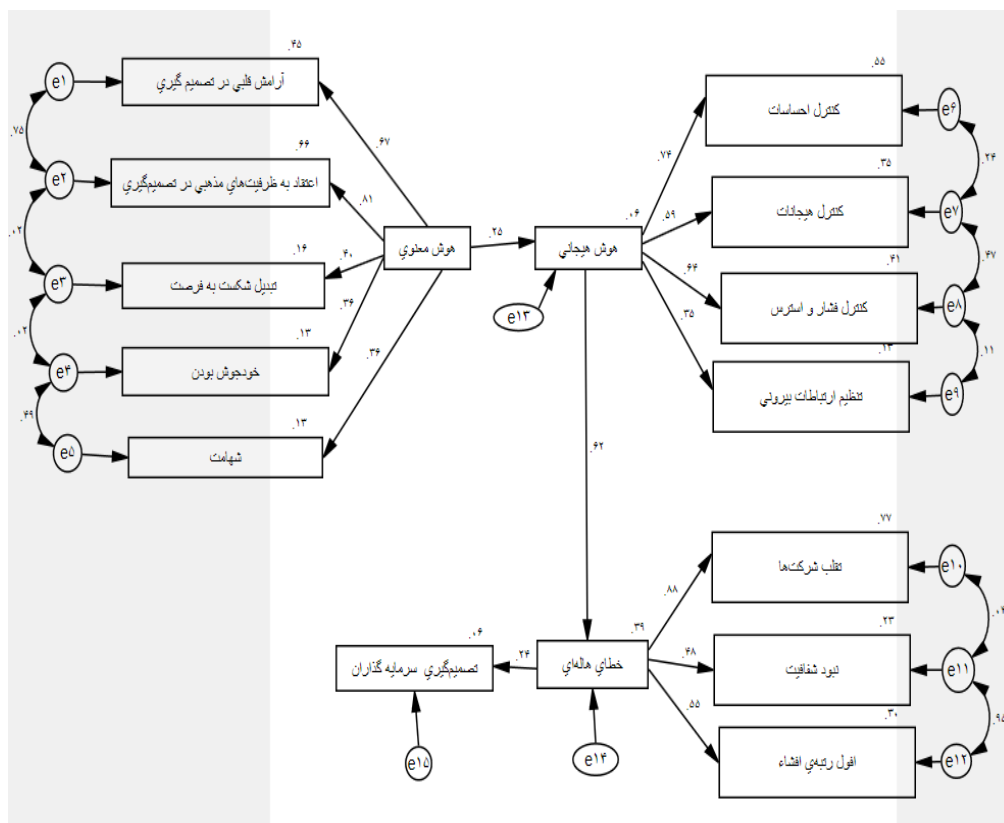 .۴۵
e۱
آرامش قلبي در تصميم گيري
.۷۵
.۶۷
.۶۶
e۲
اعتقاد به ظرفيت‌هاي مذهبي در تصميم‌گيري
.۸۱
.۰۲
هوش معنوي
.۱۶
e۳
تبديل شكست به فرصت
.۴۰
.۳۶
.۰۲
.۱۳
e۴
خودجوش بودن
.۳۶
.۴۹
.۱۳
e۵
شهامت
.۲۵
.۰۶
هوش هيجاني
e۱۳
.۵۵
كنترل احساسات
e۶
.۷۴
.۲۴
.۳۵
كنترل هيجانات
e۷
.۵۹
.۴۷
.۴۱
كنترل فشار و استرس
e۸
.۶۴
.۱۱
.۱۳
تنظيم ارتباطات بيروني
e۹
.۳۵
.۶۲
.۷۷
تقلب شركت‌ها
e۱۰
.۸۸
.۰۴
.۲۳
نبود شفافيت
e۱۱
.۴۸
.۹۵
.۳۰
افول رتبه‌ي افشاء
e۱۲
.۵۵
.۳۹
خطاي هاله‌اي
e۱۴
.۲۴
.۰۶
تصميم‌گيري سرمايه گذاران
e۱۵